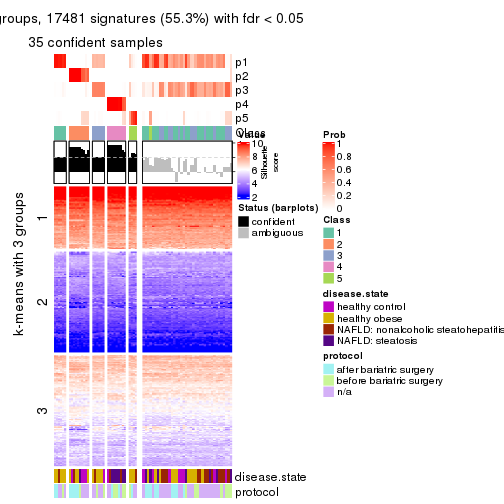 groups, 17481 signatures (55.3%) with fdr < 0.05
35 confident samples
p1
p2
p3
p4
p5
Class
k-means with 3 groups
1
2
3
disease.state
protocol
value
10
8
6
4
2
Silhouette
score
Status (barplots)
confident
ambiguous
Prob
1
0.8
0.6
0.4
0.2
0
Class
1
2
3
4
5
disease.state
healthy control
healthy obese
NAFLD: nonalcoholic steatohepatitis
NAFLD: steatosis
protocol
after bariatric surgery
before bariatric surgery
n/a